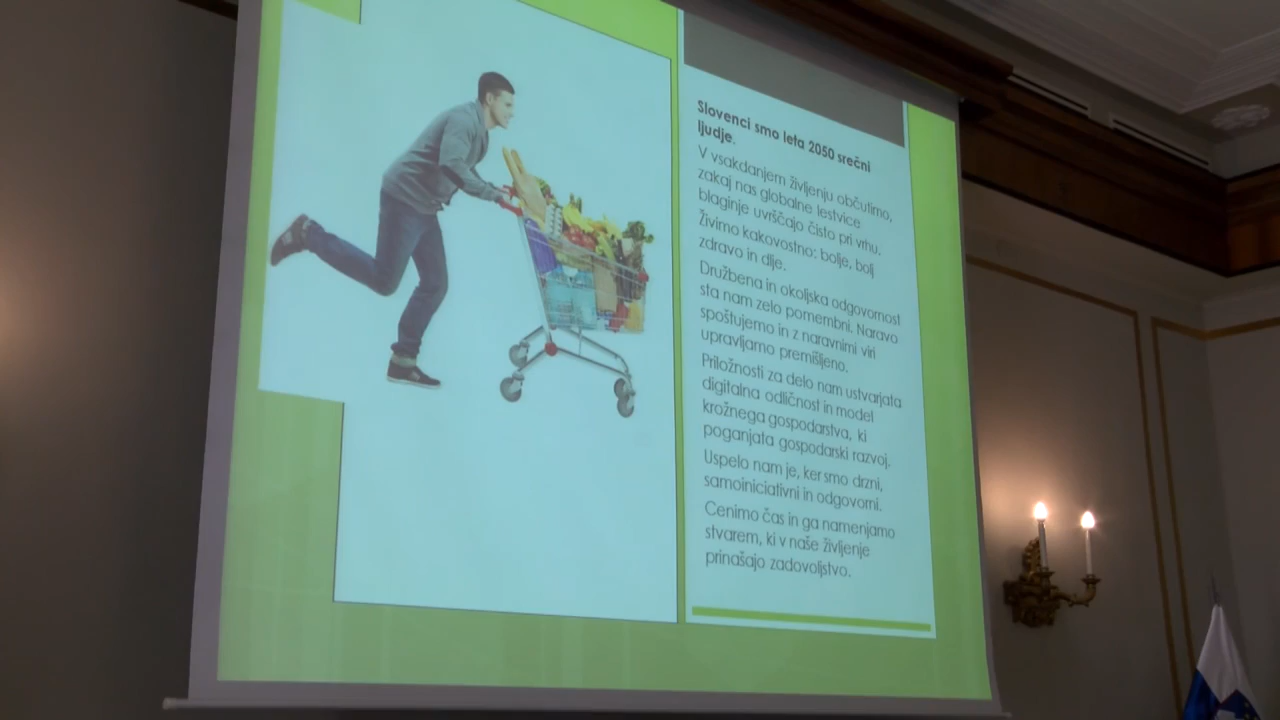 Slovenci smo leta 2050 srečni
ljudje.
V vsakdanjem življenju občutimo,
zakaj nas globalne lestvice
blaginje uvrščajo čisto pri vrhu.
Živimo kakovostno: bolje, bolj
zdravo in dlje.
Družbena in okoljska odgovornost
sta nam zelo pomembni. Naravo
spoštujemo in z naravnimi viri
upravljamo premišljeno.
Priložnosti za delo nam ustvarjata
digitalna odličnost in model
krožnega gospodarstva, ki
poganjata gospodarski razvoj.
Uspelo nam je, ker smo drzni,
samoiniciativni in odgovorni.
Cenimo čas in ga namenjamo
stvarem, ki v naše življenje
prinašajo zadovoljstvo.